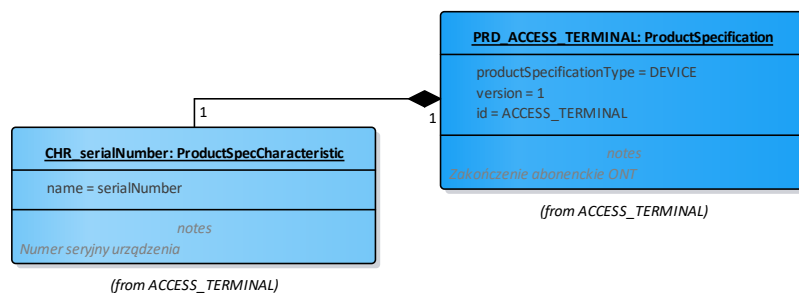 PRD_ACCESS_TERMINAL: ProductSpecification
productSpecificationType = DEVICE
version = 1
id = ACCESS_TERMINAL
notes
Zakończenie abonenckie ONT.
(from ACCESS_TERMINAL)
1
1
CHR_serialNumber: ProductSpecCharacteristic
name = serialNumber
notes
Numer seryjny urządzenia
(from ACCESS_TERMINAL)